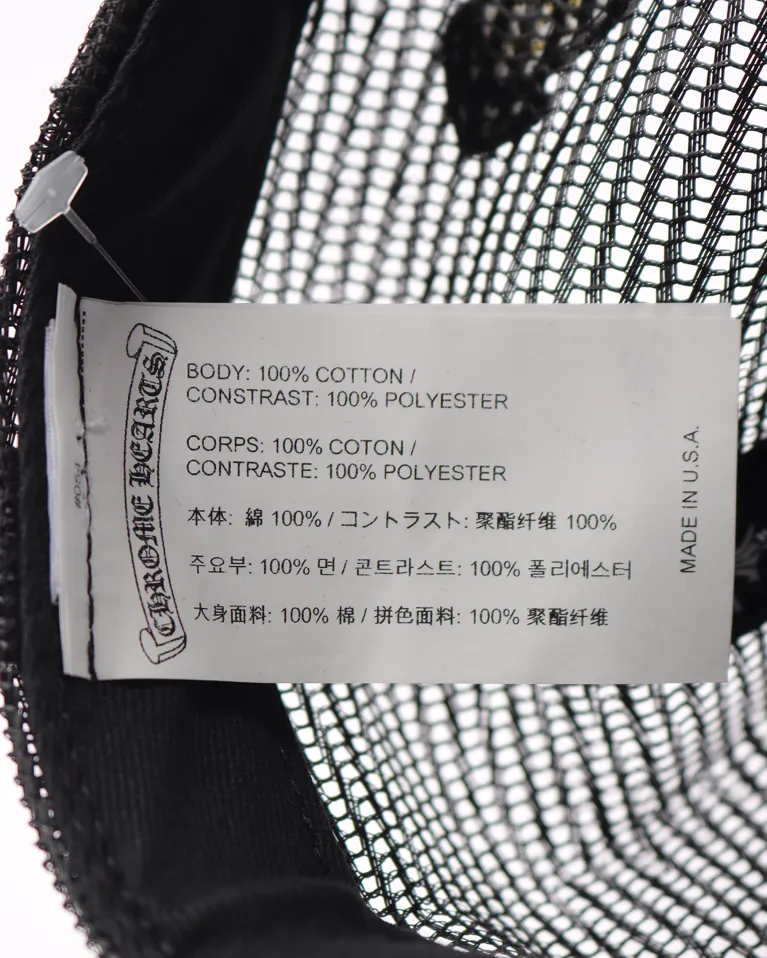 CHROME HEARTS
BODY: 100% COTTON /
CONSTRAST: 100% POLYESTER
CORPS: 100% COTON /
CONTRASTE: 100% POLYESTER
本体: 綿 100% / コントラスト: 聚酯纤维 100%
주요부: 100% 면 / 콘트라스트: 100% 폴리에스터
大身面料: 100% 棉 / 拼色面料: 100% 聚酯纤维
MADE IN U.S.A.